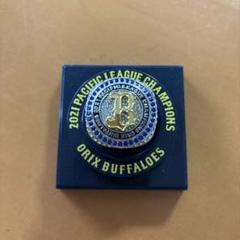 2021 PACIFIC LEAGUE CHAMPIONS
B
ORIX BUFFALOES